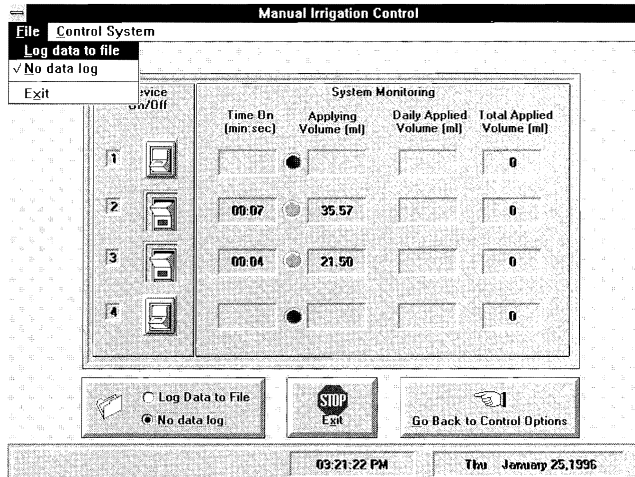 Manual Irrigation Control
File Control System
Log data to file
√ No data log
Exit
System Monitoring
On/Off
Time On Applying Daily Applied Total Applied
(min:sec) Volume (ml) Volume (ml) Volume (ml)
1 0
2 00:07 35.57 0
3 00:04 21.50 0
4 0
Log Data to File
No data log
STOP
Exit
Go Back to Control Options
03:21:22 PM Thu January 25,1996